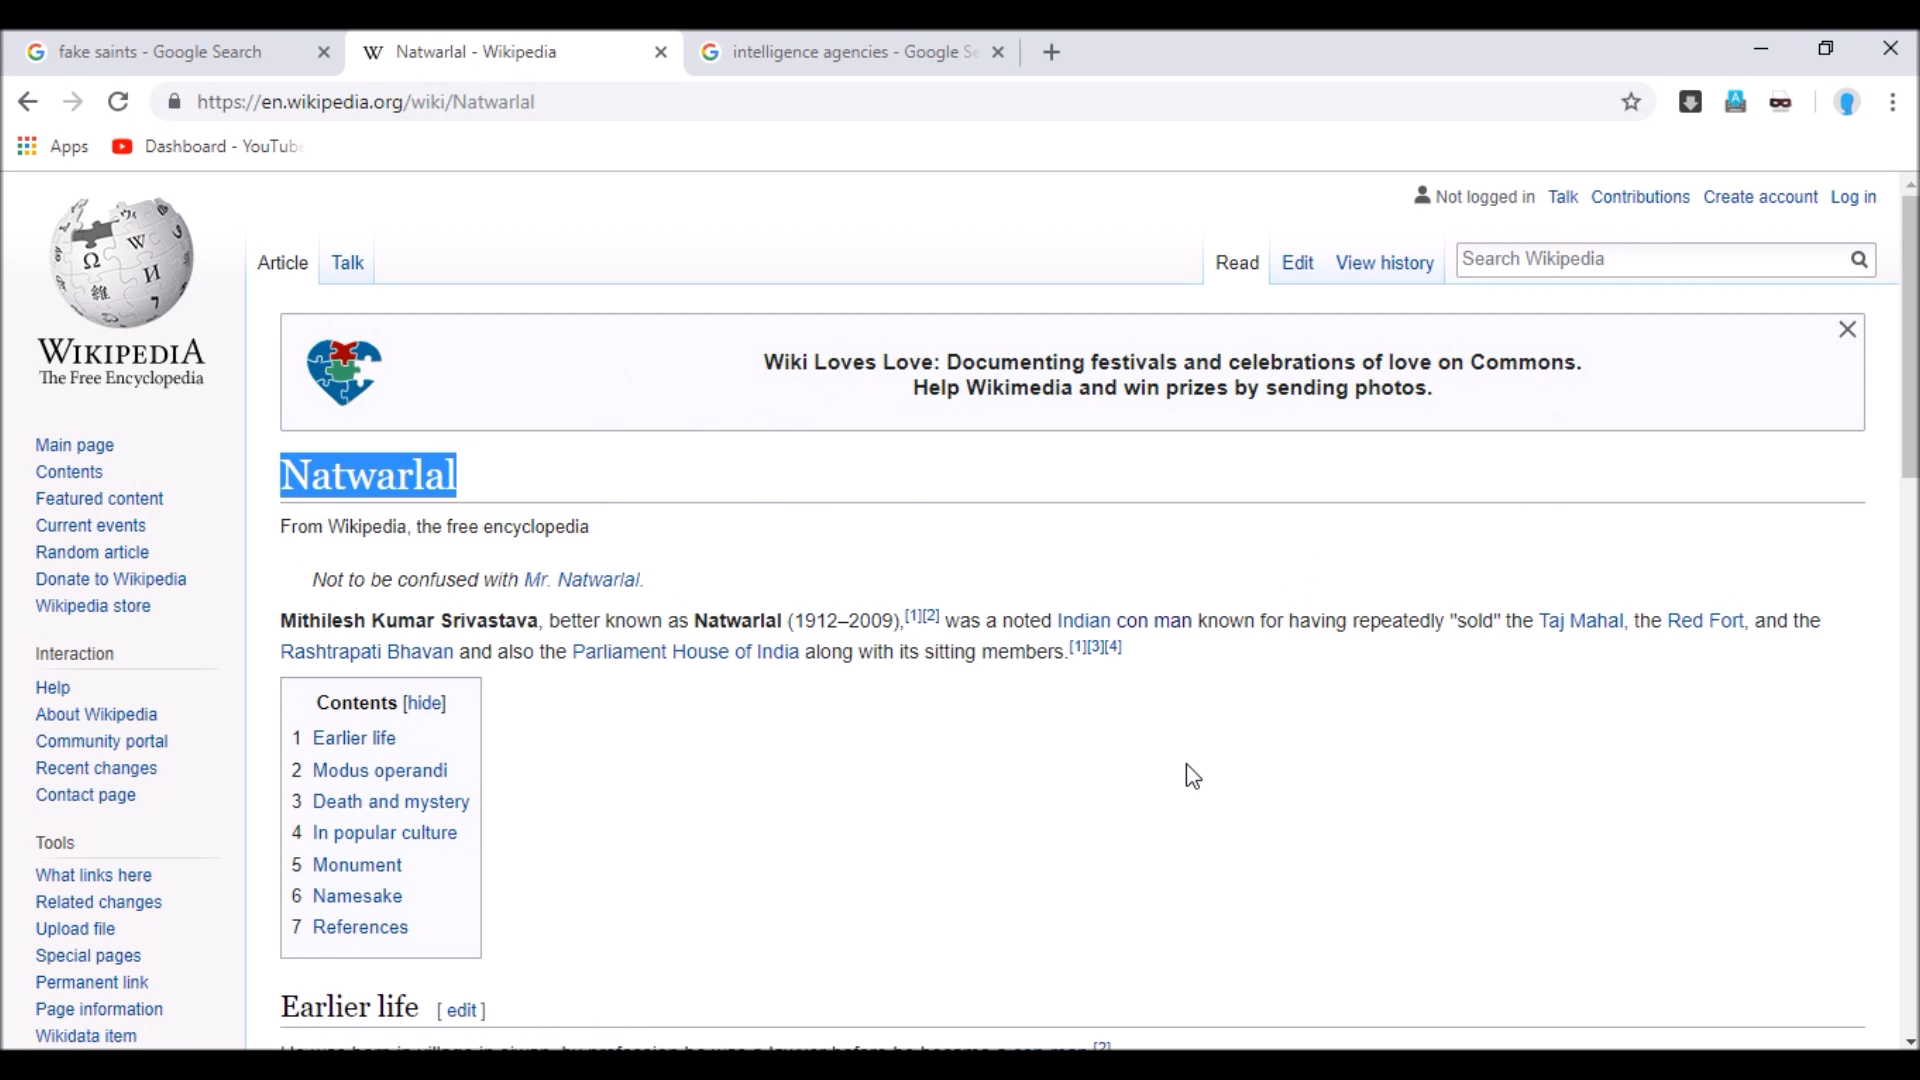 fake saints - Google Search
Natwarlal - Wikipedia
intelligence agencies - Google Se
https://en.wikipedia.org/wiki/Natwarlal
Apps
Dashboard - YouTube
Not logged in Talk Contributions Create account Log in
Article Talk
Read Edit View history
Search Wikipedia
WIKIPEDIA
The Free Encyclopedia
Wiki Loves Love: Documenting festivals and celebrations of love on Commons.
Help Wikimedia and win prizes by sending photos.
Main page
Contents
Featured content
Current events
Random article
Donate to Wikipedia
Wikipedia store
Interaction
Help
About Wikipedia
Community portal
Recent changes
Contact page
Tools
What links here
Related changes
Upload file
Special pages
Permanent link
Page information
Wikidata item
Natwarlal
From Wikipedia, the free encyclopedia
Not to be confused with Mr. Natwarlal.
Mithilesh Kumar Srivastava, better known as Natwarlal (1912–2009),[1][2] was a noted Indian con man known for having repeatedly "sold" the Taj Mahal, the Red Fort, and the
Rashtrapati Bhavan and also the Parliament House of India along with its sitting members.[1][3][4]
Contents [hide]
1 Earlier life
2 Modus operandi
3 Death and mystery
4 In popular culture
5 Monument
6 Namesake
7 References
Earlier life [ edit ]